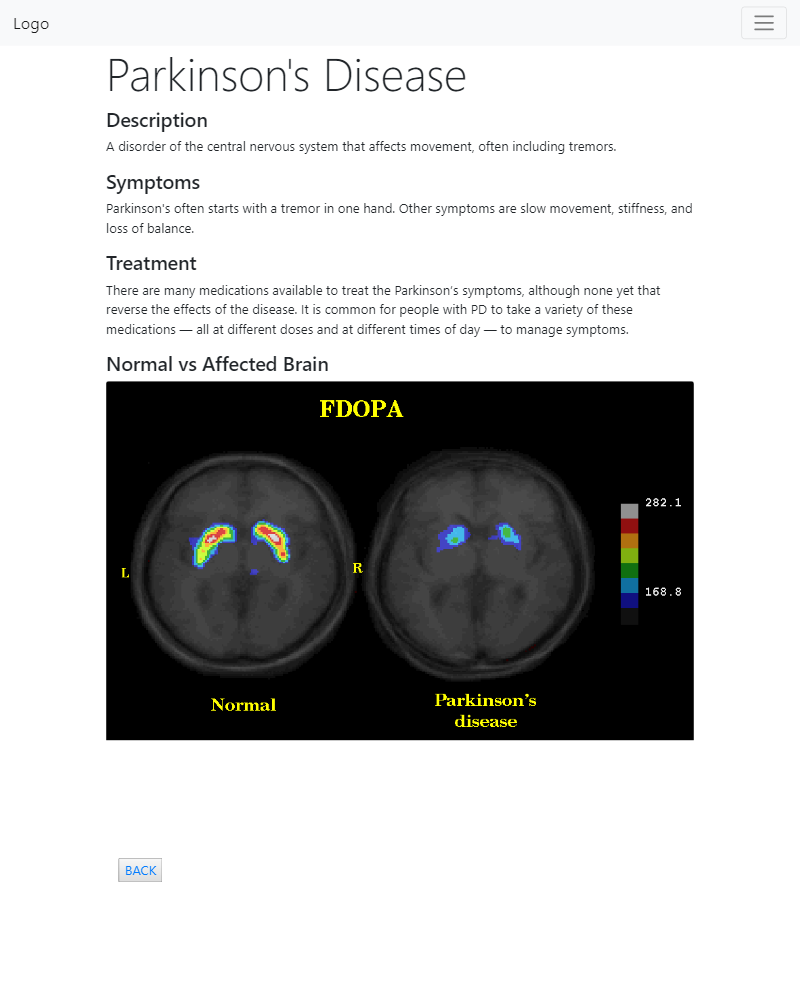 Logo
Parkinson's Disease
Description
A disorder of the central nervous system that affects movement, often including tremors.
Symptoms
Parkinson's often starts with a tremor in one hand. Other symptoms are slow movement, stiffness, and
loss of balance.
Treatment
There are many medications available to treat the Parkinson's symptoms, although none yet that
reverse the effects of the disease. It is common for people with PD to take a variety of these
medications — all at different doses and at different times of day — to manage symptoms.
Normal vs Affected Brain
FDOPA
282.1
L
R
168.8
Normal
Parkinson's
disease
BACK